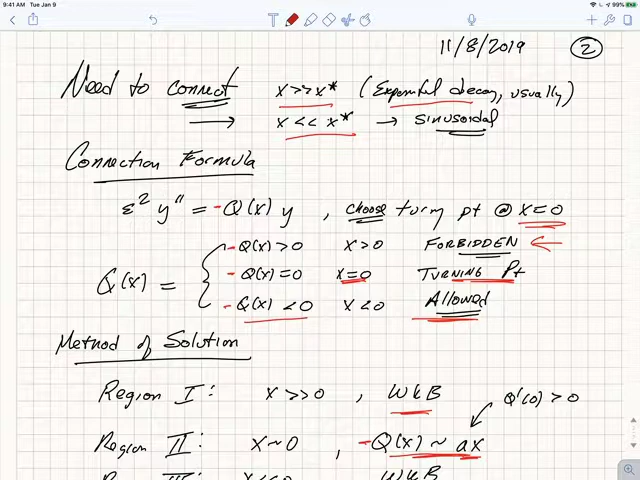 9:41 AM Tue Jan 9
99%
11/8/2019 2
Need to connect x>>x* (Exponential decay, usually)
→ x<<x* → sinusoidal
Connection Formula
ε² y'' = -Q(x) y , choose turn pt @ x=0
-Q(x)>0 x>0 FORBIDDEN ←
Q(x) = { -Q(x)=0 x=0 TURNING Pt
-Q(x)<0 x<0 Allowed
Method of Solution
Region I: x>>0 , WKB Q'(0)>0
Region II: x~0 , -Q(x) ~ ax
WKB